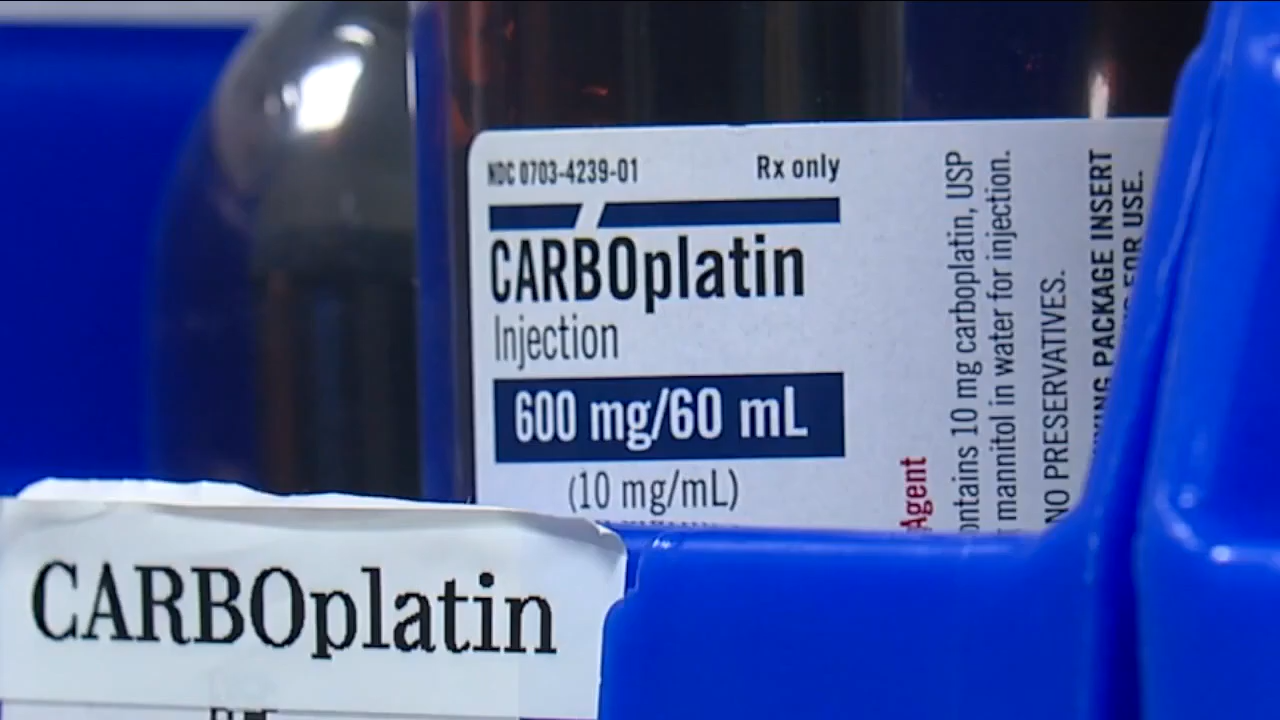 NDC 0703-4239-01
Rx only
CARBOplatin
Injection
600 mg/60 mL
(10 mg/mL)
Agent
10 mg carboplatin, USP
mannitol in water for injection.
NO PRESERVATIVES.
PACKAGE INSERT
FOR USE.
CARBOplatin